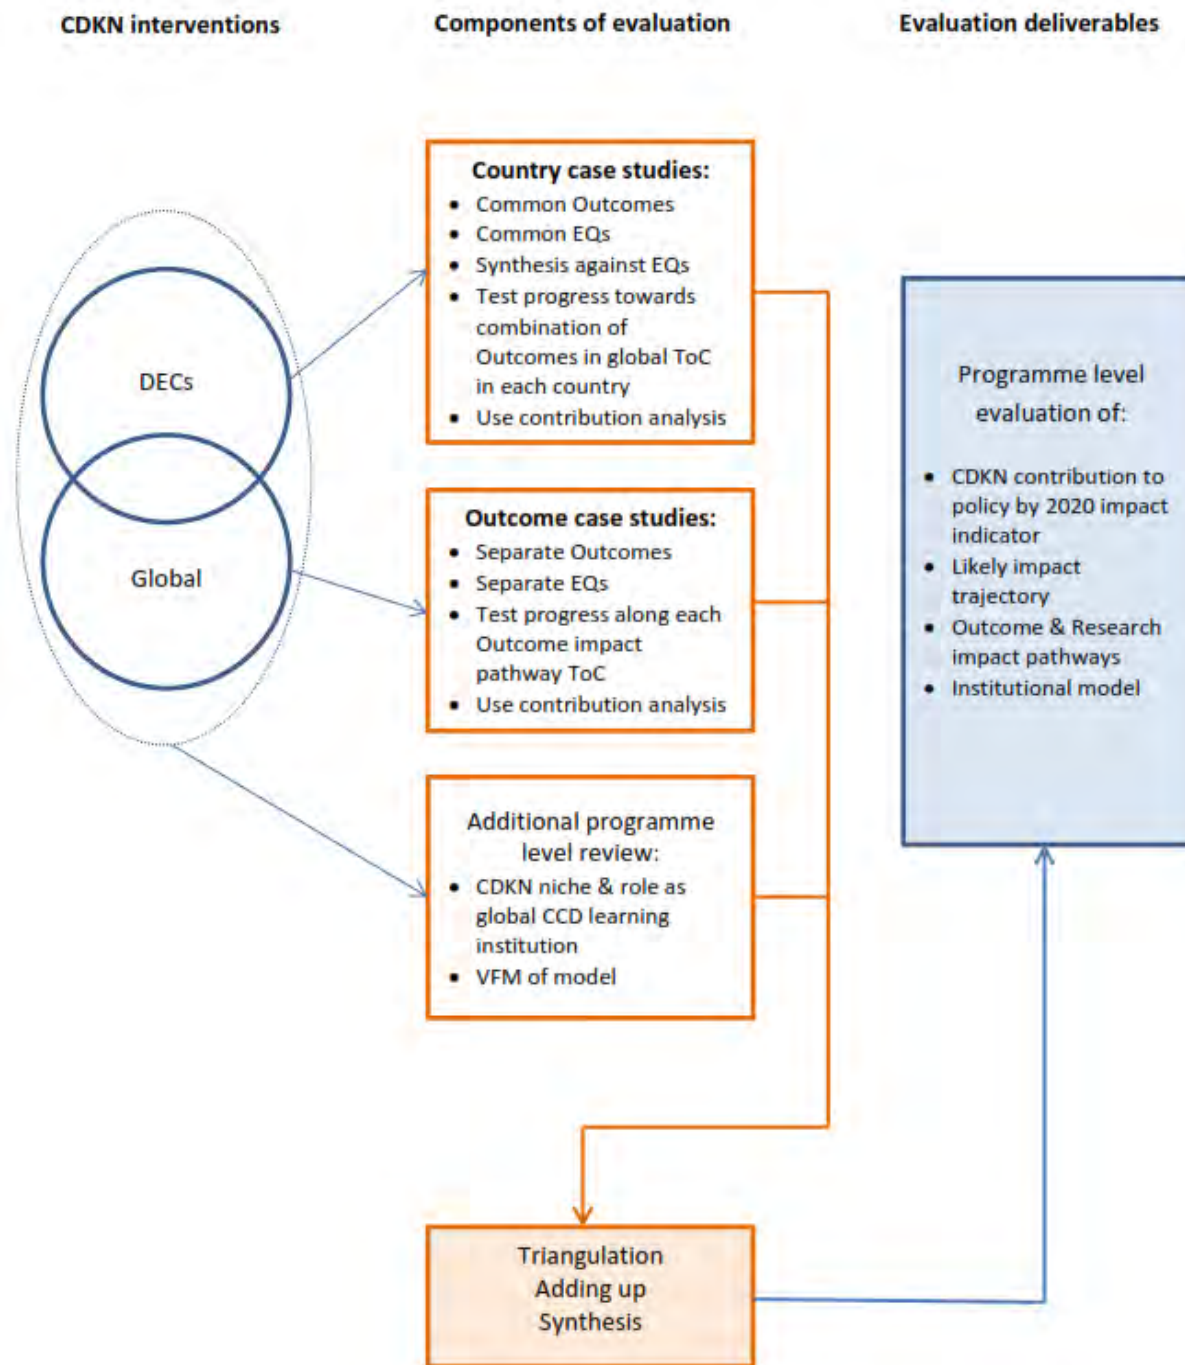 CDKN interventions
Components of evaluation
Evaluation deliverables
DECs
Global
Country case studies:
• Common Outcomes
• Common EQs
• Synthesis against EQs
• Test progress towards
combination of
Outcomes in global ToC
in each country
• Use contribution analysis
Outcome case studies:
• Separate Outcomes
• Separate EQs
• Test progress along each
Outcome impact
pathway ToC
• Use contribution analysis
Additional programme
level review:
• CDKN niche & role as
global CCD learning
institution
• VFM of model
Triangulation
Adding up
Synthesis
Programme level
evaluation of:
• CDKN contribution to
policy by 2020 impact
indicator
• Likely impact
trajectory
• Outcome & Research
impact pathways
• Institutional model